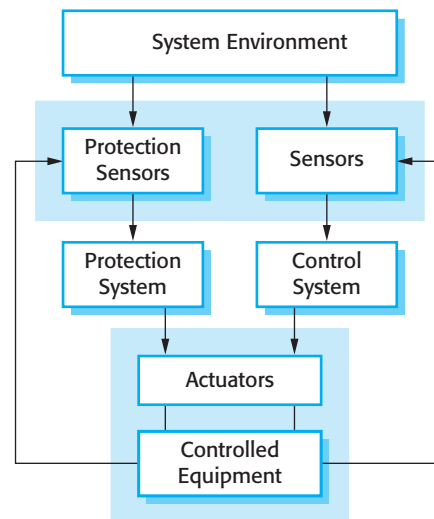 System Environment
Protection
Sensors
Sensors
Protection
System
Control
System
Actuators
Controlled
Equipment